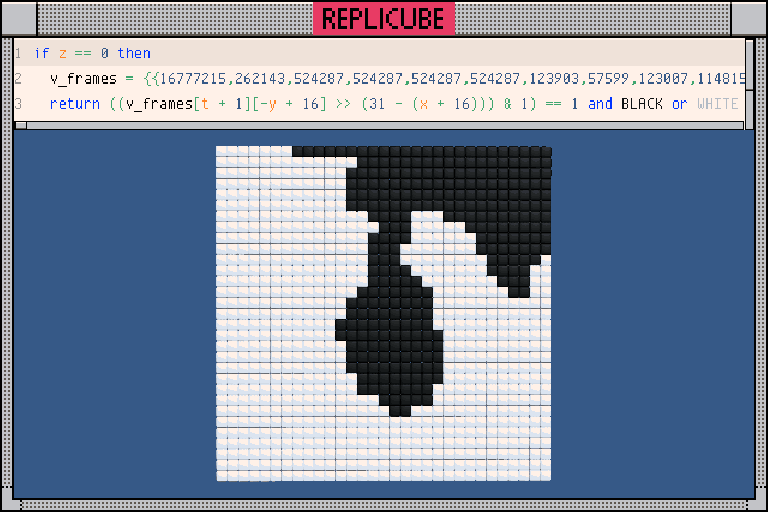 REPLICUBE
1 if z == 0 then
2 v_frames = {{16777215,262143,524287,524287,524287,524287,123903,57599,123007,114815
3 return ((v_frames[t + 1][-y + 16] >> (31 - (x + 16))) & 1) == 1 and BLACK or WHITE